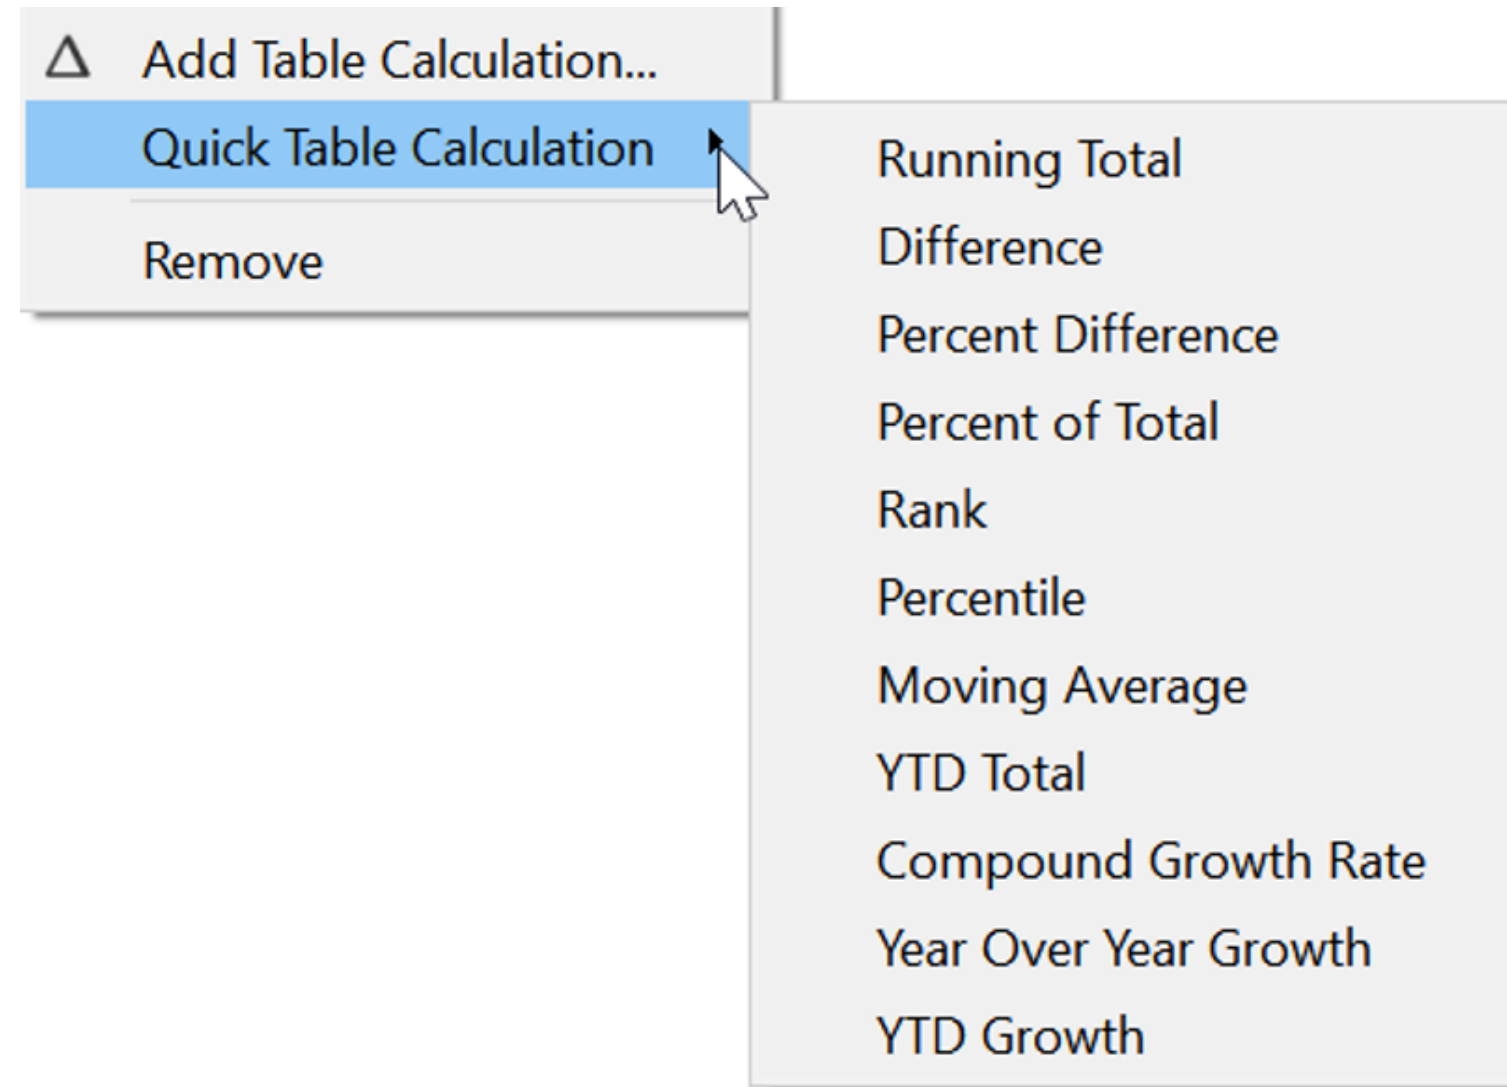 Add Table Calculation...
Quick Table Calculation
Remove
Running Total
Difference
Percent Difference
Percent of Total
Rank
Percentile
Moving Average
YTD Total
Compound Growth Rate
Year Over Year Growth
YTD Growth